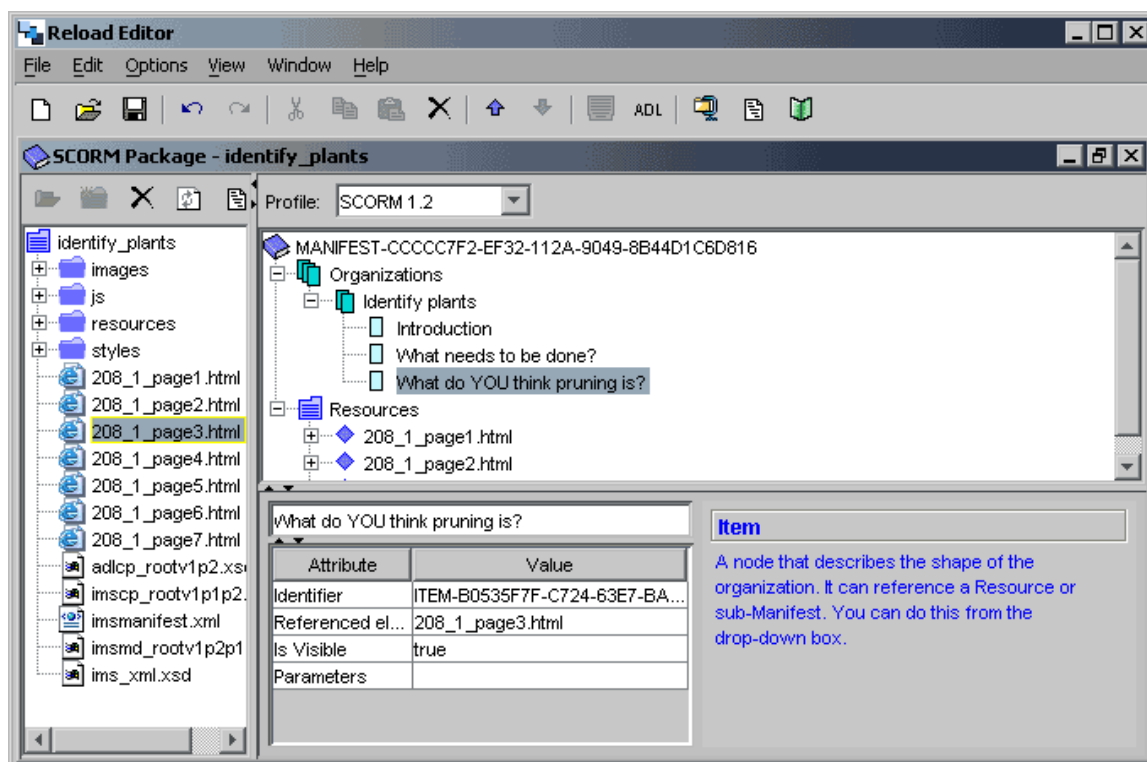 Reload Editor
File Edit Options View Window Help
ADL
SCORM Package - identify_plants
Profile: SCORM 1.2
identify_plants
images
js
resources
styles
208_1_page1.html
208_1_page2.html
208_1_page3.html
208_1_page4.html
208_1_page5.html
208_1_page6.html
208_1_page7.html
adlcp_rootv1p2.xs
imscp_rootv1p1p2.
imsmanifest.xml
imsmd_rootv1p2p1
ims_xml.xsd
MANIFEST-CCCCC7F2-EF32-112A-9049-8B44D1C6D816
Organizations
Identify plants
Introduction
What needs to be done?
What do YOU think pruning is?
Resources
208_1_page1.html
208_1_page2.html
What do YOU think pruning is?
Attribute Value
Identifier ITEM-B0535F7F-C724-63E7-BA...
Referenced el... 208_1_page3.html
Is Visible true
Parameters
Item
A node that describes the shape of the
organization. It can reference a Resource or
sub-Manifest. You can do this from the
drop-down box.